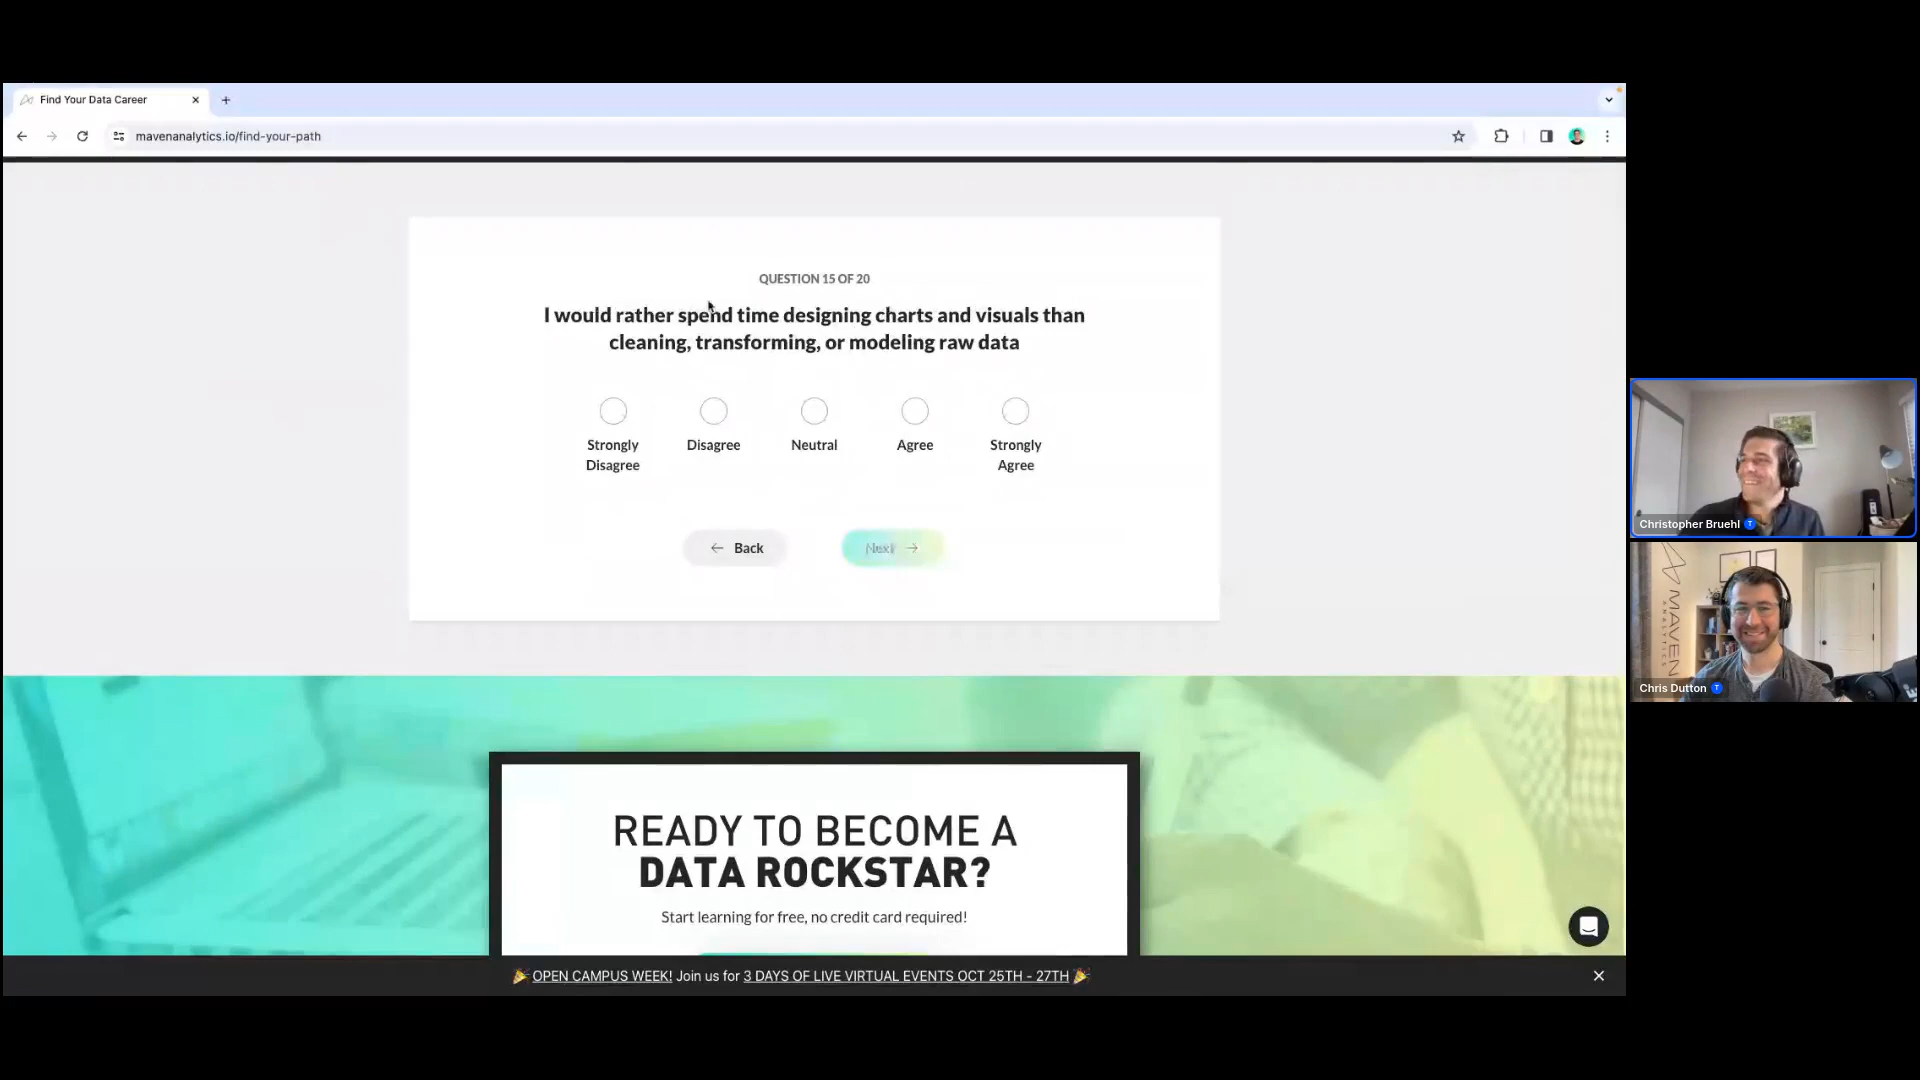 Find Your Data Career
mavenanalytics.io/find-your-path
QUESTION 15 OF 20
I would rather spend time designing charts and visuals than
cleaning, transforming, or modeling raw data
Strongly
Disagree
Disagree
Neutral
Agree
Strongly
Agree
Back
Next
READY TO BECOME A
DATA ROCKSTAR?
Start learning for free, no credit card required!
OPEN CAMPUS WEEK! Join us for 3 DAYS OF LIVE VIRTUAL EVENTS OCT 25TH - 27TH
Christopher Bruehl
T
MAVEN
ANALYTICS
Chris Dutton
T